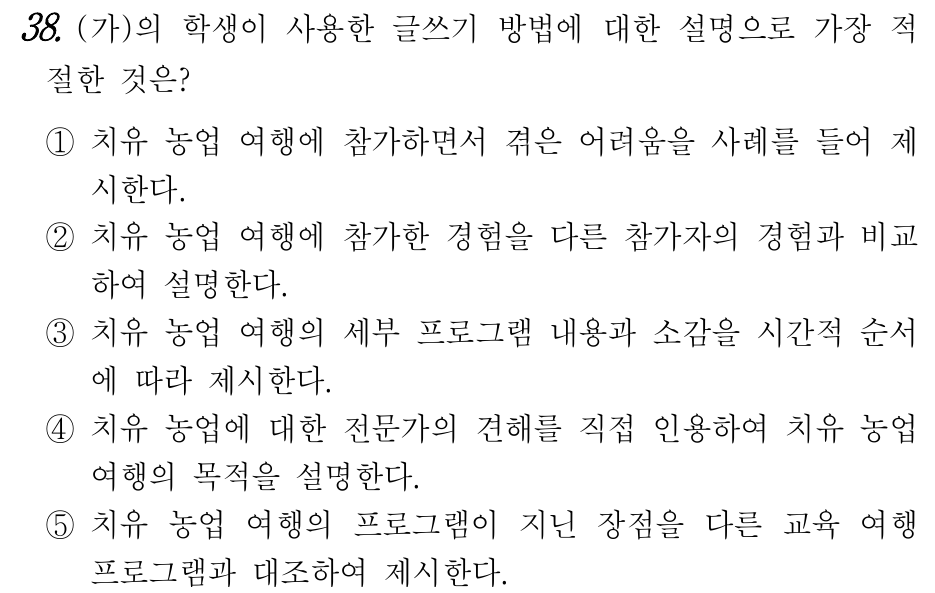 38. (가)의 학생이 사용한 글쓰기 방법에 대한 설명으로 가장 적
절한 것은?
① 치유 농업 여행에 참가하면서 겪은 어려움을 사례를 들어 제
시한다.
② 치유 농업 여행에 참가한 경험을 다른 참가자의 경험과 비교
하여 설명한다.
③ 치유 농업 여행의 세부 프로그램 내용과 소감을 시간적 순서
에 따라 제시한다.
④ 치유 농업에 대한 전문가의 견해를 직접 인용하여 치유 농업
여행의 목적을 설명한다.
⑤ 치유 농업 여행의 프로그램이 지닌 장점을 다른 교육 여행
프로그램과 대조하여 제시한다.